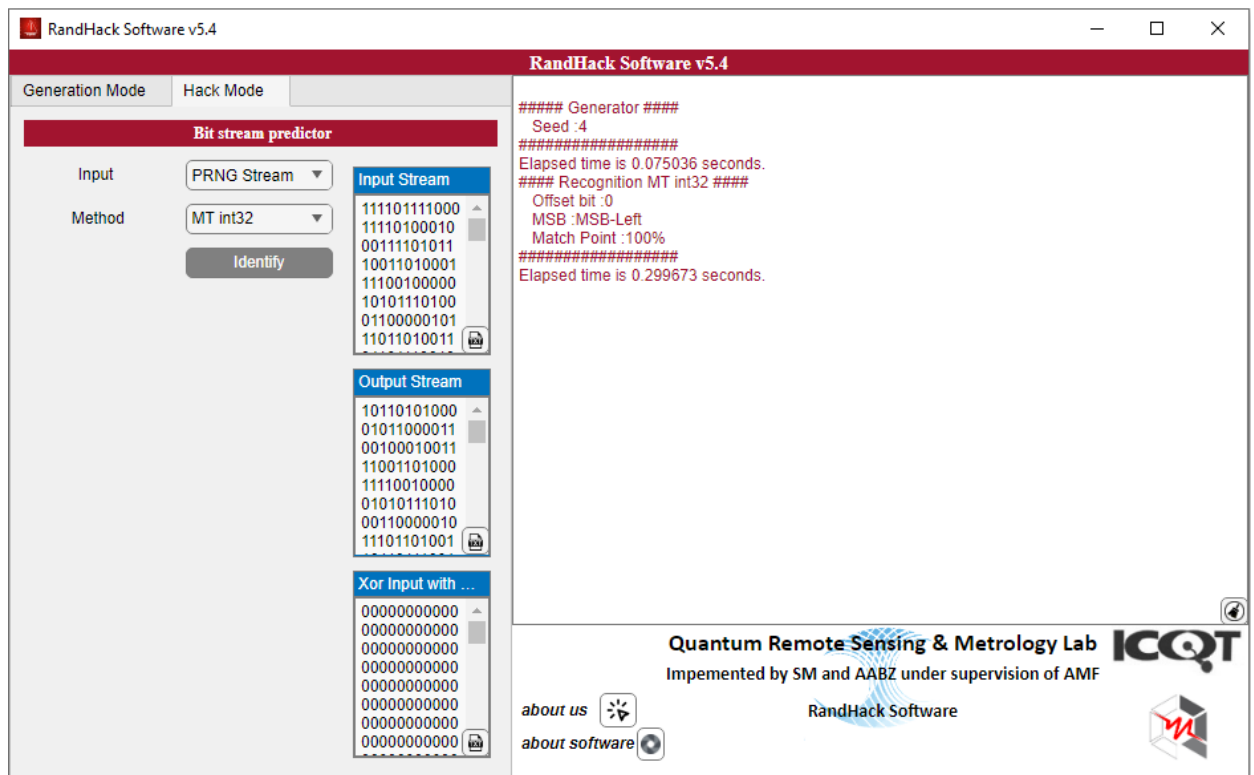 RandHack Software v5.4
RandHack Software v5.4
Generation Mode
Hack Mode
Bit stream predictor
Input
PRNG Stream
Method
MT int32
Identify
Input Stream
111101111000
11110100010
00111101011
10011010001
11100100000
10101110100
01100000101
11011010011
Output Stream
10110101000
01011000011
00100010011
11001101000
11110010000
01010111010
00110000010
11101101001
Xor Input with ...
00000000000
00000000000
00000000000
00000000000
00000000000
00000000000
00000000000
00000000000
##### Generator ####
Seed :4
##################
Elapsed time is 0.075036 seconds.
#### Recognition MT int32 ####
Offset bit :0
MSB :MSB-Left
Match Point :100%
##################
Elapsed time is 0.299673 seconds.
Quantum Remote Sensing & Metrology Lab
ICQT
Impemented by SM and AABZ under supervision of AMF
about us
RandHack Software
about software